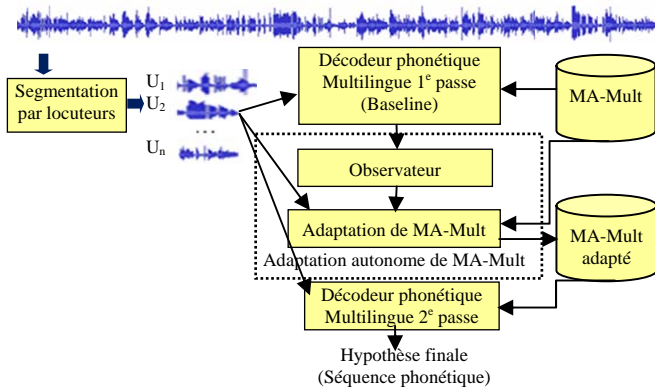 Segmentation
par locuteurs
U1
U2
...
Un
Décodeur phonétique
Multilingue 1e passe
(Baseline)
MA-Mult
Observateur
Adaptation de MA-Mult
Adaptation autonome de MA-Mult
MA-Mult
adapté
Décodeur phonétique
Multilingue 2e passe
Hypothèse finale
(Séquence phonétique)